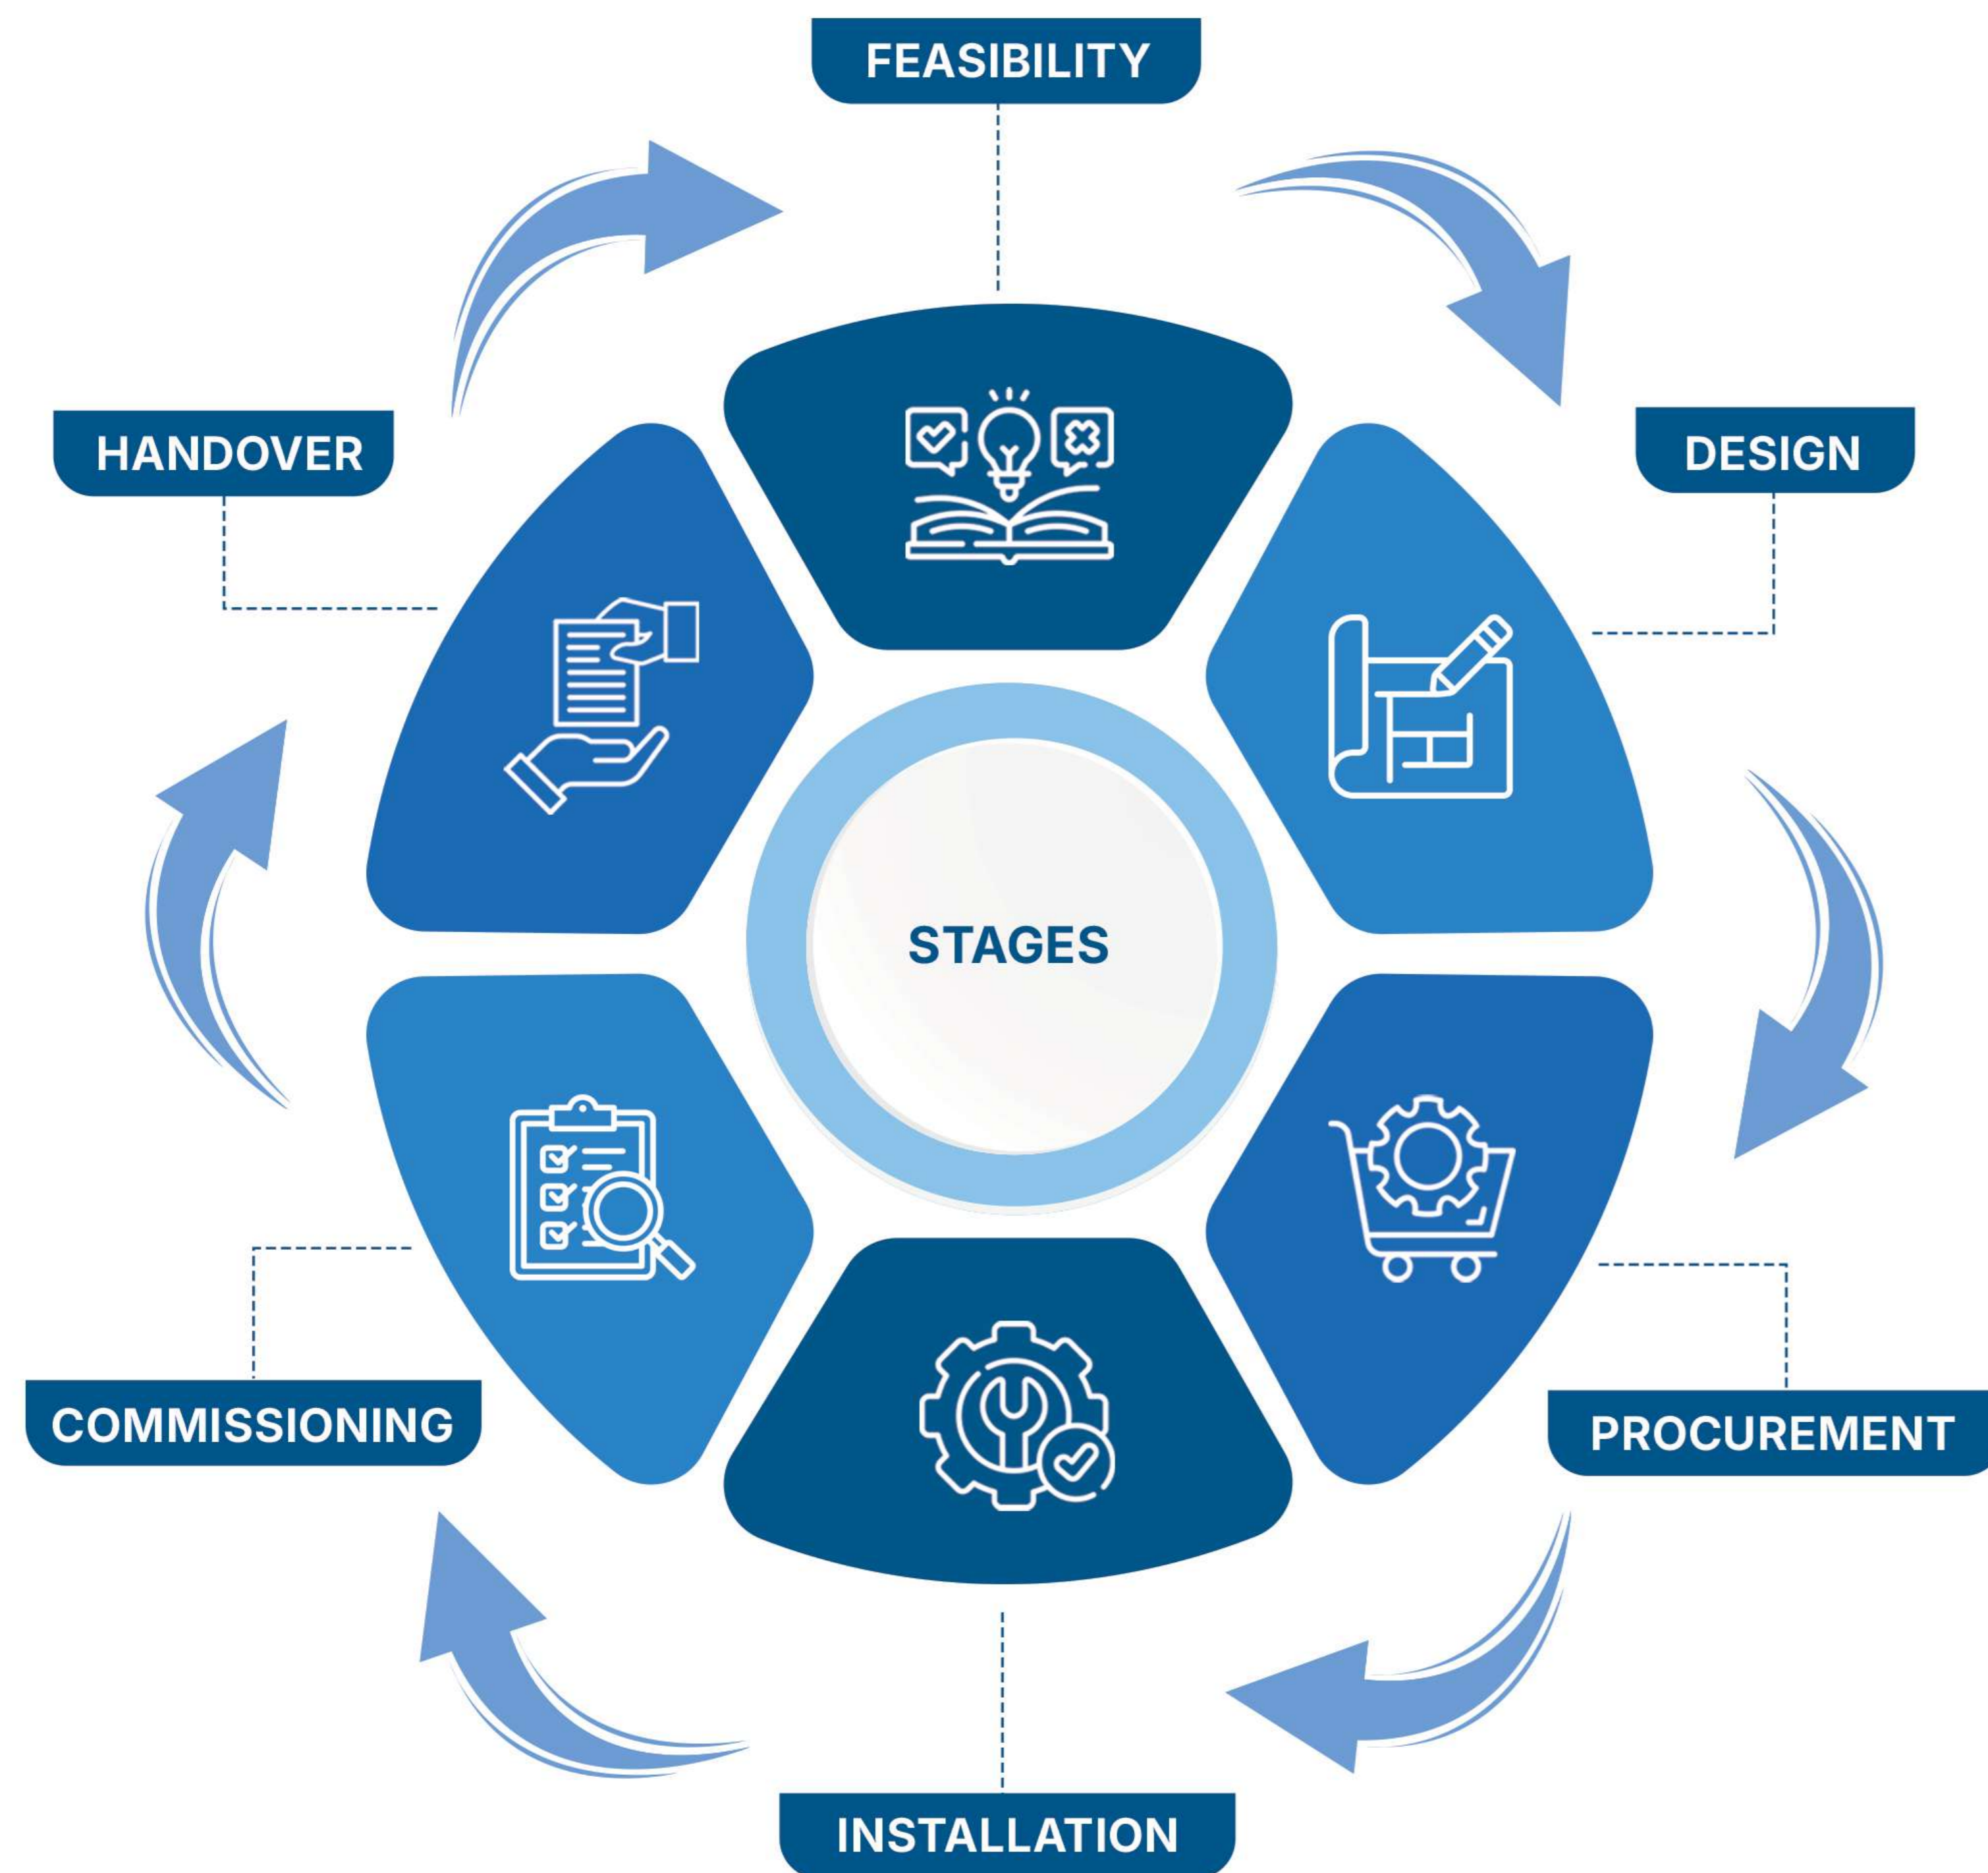 FEASIBILITY
DESIGN
PROCUREMENT
INSTALLATION
COMMISSIONING
HANDOVER
STAGES